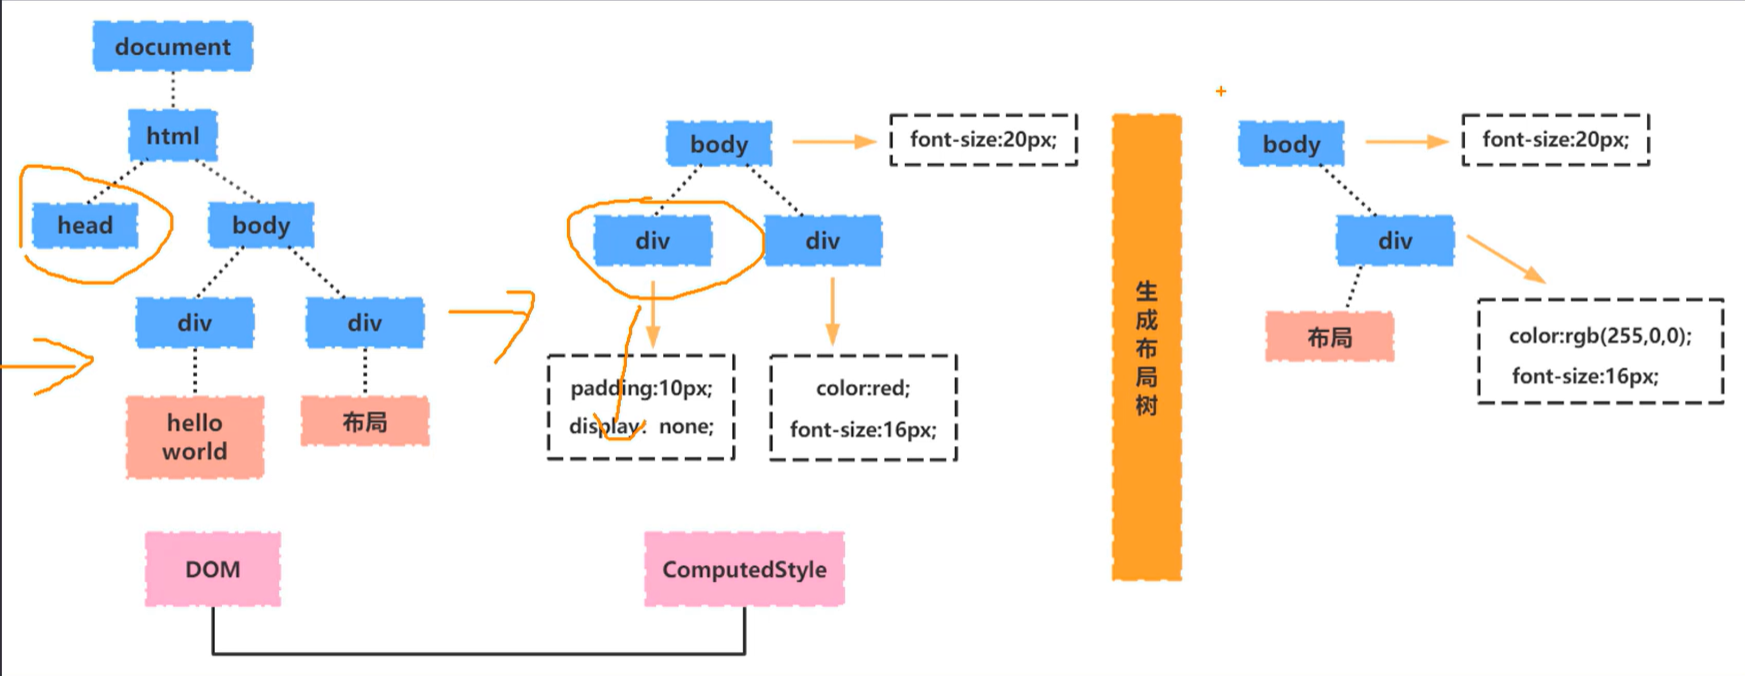 document
html
head
body
div
div
hello
world
布局
DOM
body
font-size:20px;
div
div
padding:10px;
display: none;
color:red;
font-size:16px;
ComputedStyle
生
成
布
局
树
body
font-size:20px;
div
布局
color:rgb(255,0,0);
font-size:16px;